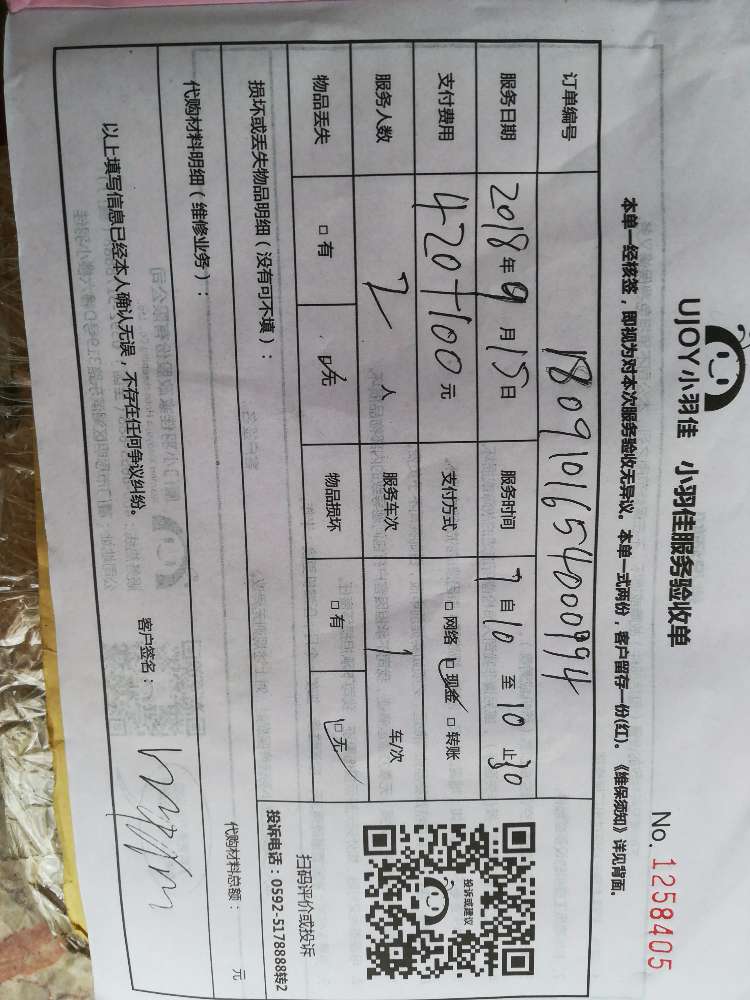 UJOY小羽佳 小羽佳服务验收单
No. 1258405
本单一经核签，即视为对本次服务验收无异议。本单一式两份，客户留存一份(红)。《维保须知》详见背面。
订单编号 180910165400994
服务日期 2018年9月15日 服务时间 7自10至10止30
支付费用 420+100元 支付方式 □网络 □现金 □转账
服务人数 2人 服务车次 1车/次
物品丢失 □有 □无 物品损坏 □有 □无
投诉或建议
扫码评价或投诉
投诉电话：0592-5178888转2
损坏或丢失物品明细（没有可不填）：
代购材料明细（维修业务）：
代购材料总额： 元
以上填写信息已经本人确认无误，不存在任何争议纠纷。
客户签名：